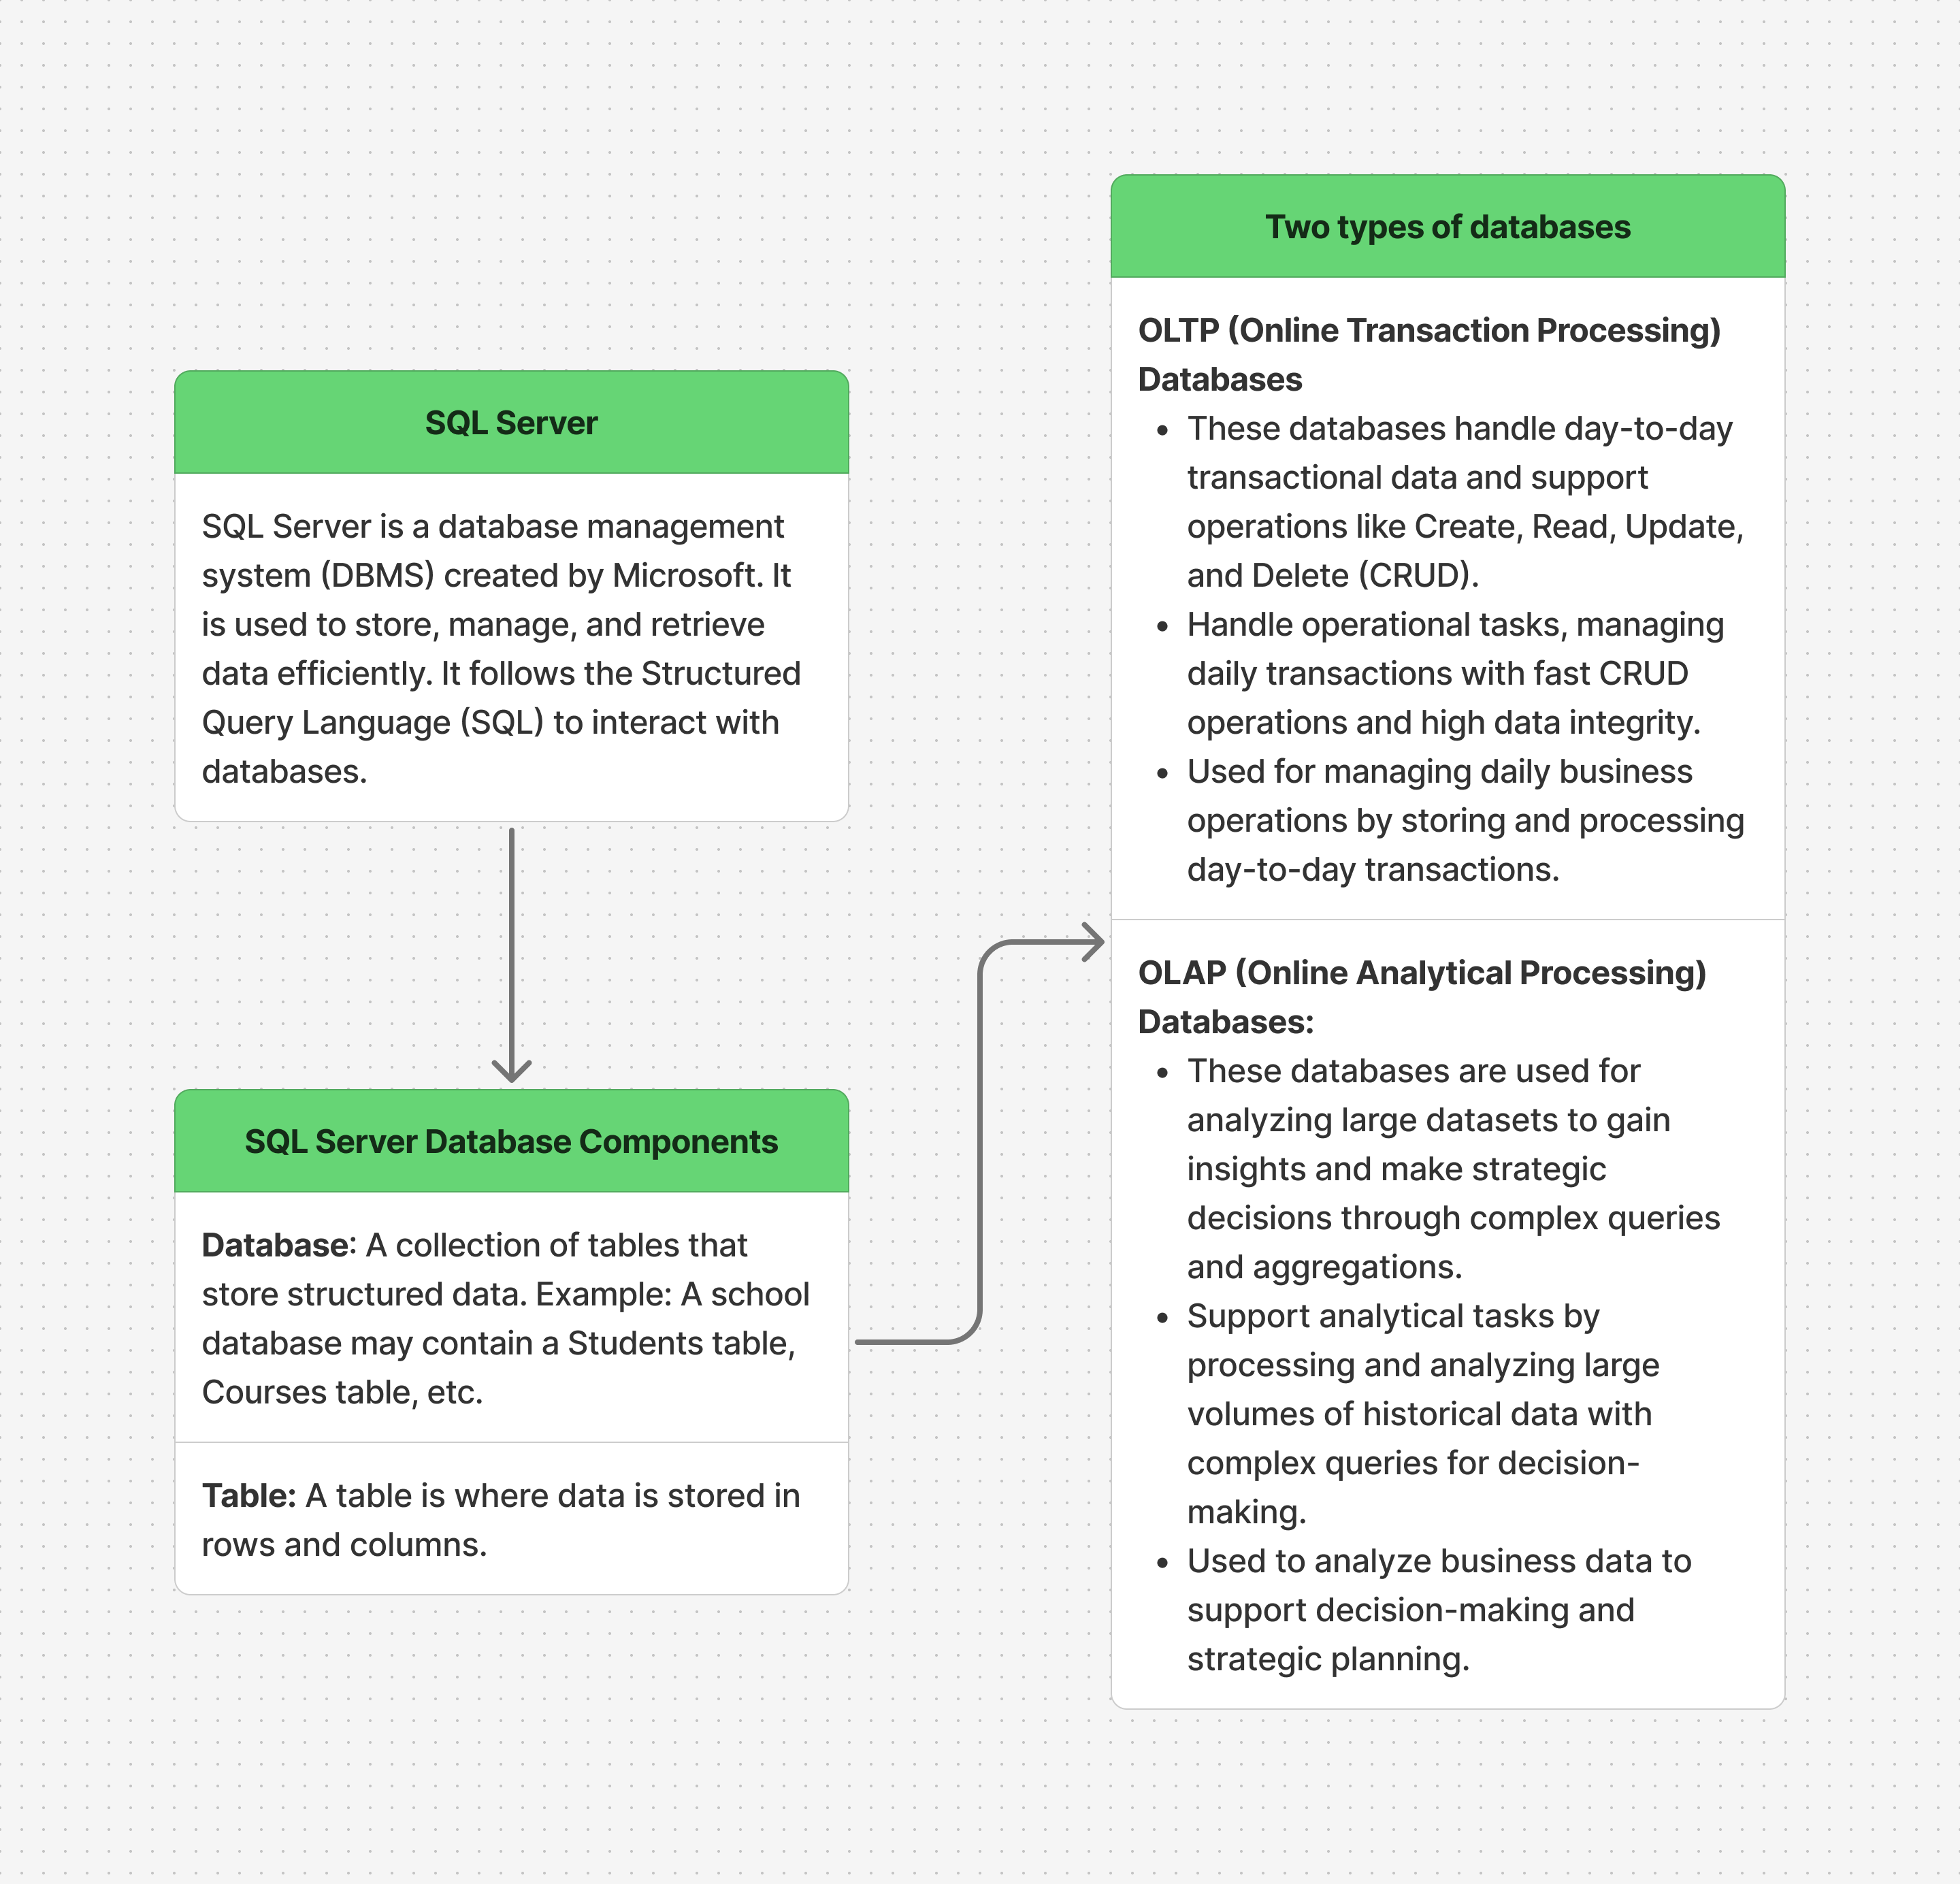 SQL Server
SQL Server is a database management
system (DBMS) created by Microsoft. It
is used to store, manage, and retrieve
data efficiently. It follows the Structured
Query Language (SQL) to interact with
databases.
SQL Server Database Components
Database: A collection of tables that
store structured data. Example: A school
database may contain a Students table,
Courses table, etc.
Table: A table is where data is stored in
rows and columns.
Two types of databases
OLTP (Online Transaction Processing)
Databases
• These databases handle day-to-day
transactional data and support
operations like Create, Read, Update,
and Delete (CRUD).
• Handle operational tasks, managing
daily transactions with fast CRUD
operations and high data integrity.
• Used for managing daily business
operations by storing and processing
day-to-day transactions.
OLAP (Online Analytical Processing)
Databases:
• These databases are used for
analyzing large datasets to gain
insights and make strategic
decisions through complex queries
and aggregations.
• Support analytical tasks by
processing and analyzing large
volumes of historical data with
complex queries for decision-
making.
• Used to analyze business data to
support decision-making and
strategic planning.